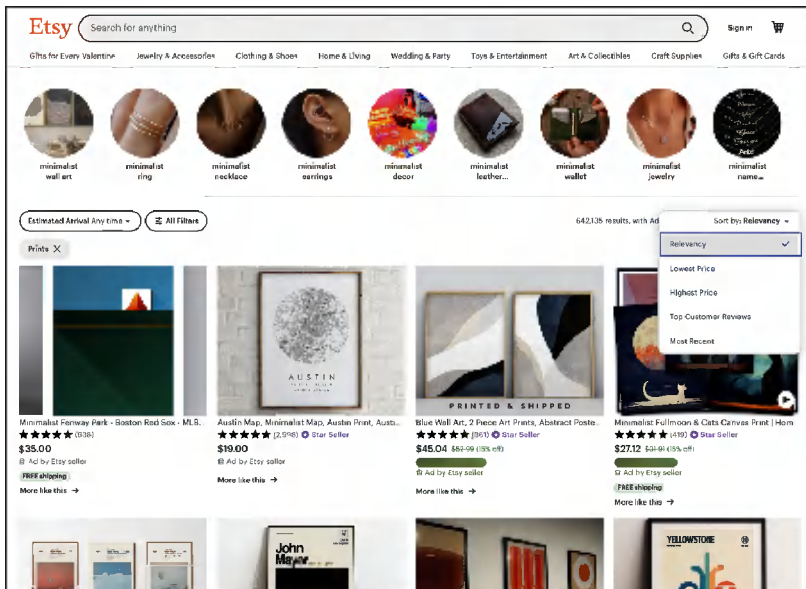 Etsy
Search for anything
Sign in
Gifts for Every Valentine
Jewelry & Accessories
Clothing & Shoes
Home & Living
Wedding & Party
Toys & Entertainment
Art & Collectibles
Craft Supplies
Gifts & Gift Cards
minimalist
wall art
minimalist
ring
minimalist
necklace
minimalist
earrings
minimalist
decor
minimalist
leather...
minimalist
wallet
minimalist
jewelry
minimalist
name...
Estimated Arrival Any time
All Filters
642,135 results, with Ad
Sort by: Relevancy
Prints X
Relevancy
Lowest Price
Highest Price
Top Customer Reviews
Most Recent
AUSTIN
PRINTED & SHIPPED
Minimalist Fenway Park - Boston Red Sox - MLB...
$35.00
Ad by Etsy seller
FREE shipping
More like this →
Austin Map, Minimalist Map, Austin Print, Austi...
(2,598) Star Seller
$19.00
Ad by Etsy seller
More like this →
Blue Wall Art, 2 Piece Art Prints, Abstract Poste...
(861) Star Seller
$45.04 $52.99 (15% off)
Ad by Etsy seller
More like this →
Minimalist Fullmoon & Cats Canvas Print | Hom
(419) Star Seller
$27.12 $31.91 (15% off)
Ad by Etsy seller
FREE shipping
More like this →
John
Mayer
YELLOWSTONE